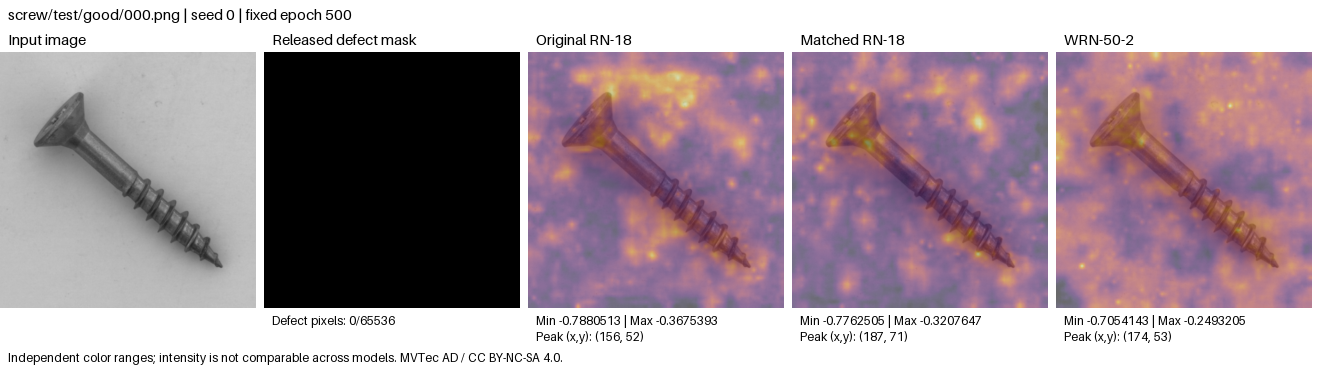 screw/test/good/000.png | seed 0 | fixed epoch 500
Input image
Released defect mask
Original RN-18
Matched RN-18
WRN-50-2
Defect pixels: 0/65536
Min -0.7880513 | Max -0.3675393
Peak (x,y): (156, 52)
Min -0.7762505 | Max -0.3207647
Peak (x,y): (187, 71)
Min -0.7054143 | Max -0.2493205
Peak (x,y): (174, 53)
Independent color ranges; intensity is not comparable across models. MVTec AD / CC BY-NC-SA 4.0.